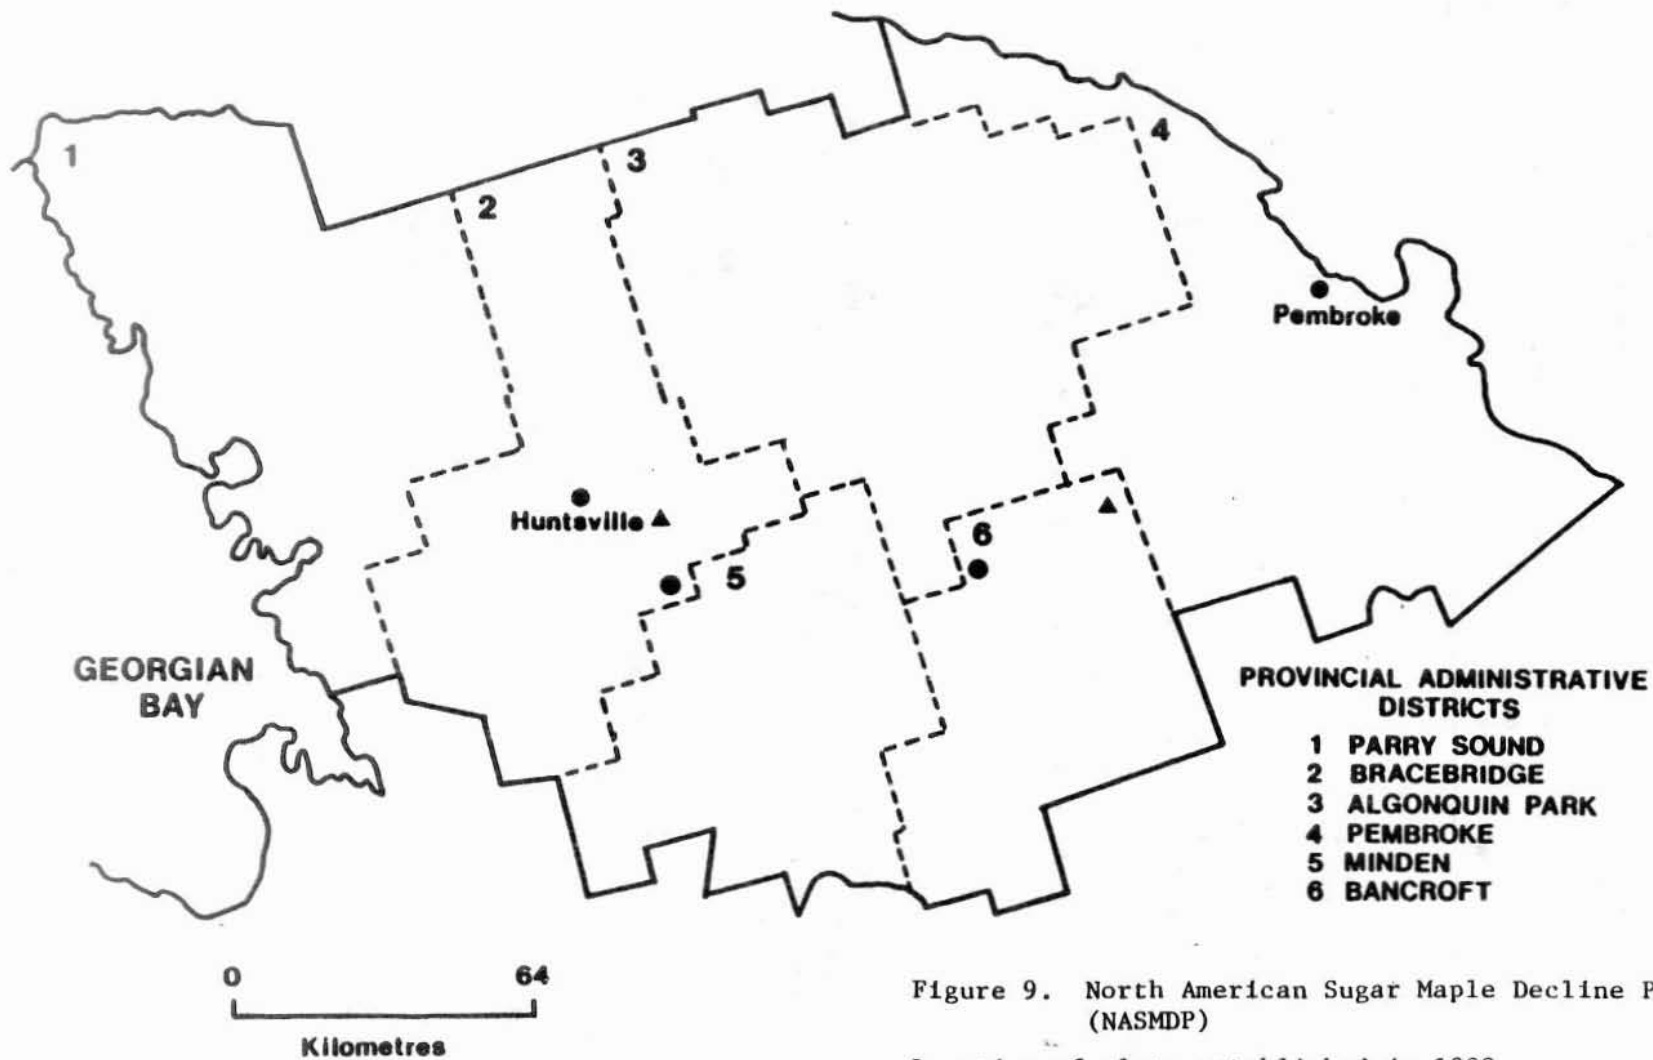 1
2
3
4
Pembroke
Huntsville
5
6
GEORGIAN
BAY
PROVINCIAL ADMINISTRATIVE
DISTRICTS
1 PARRY SOUND
2 BRACEBRIDGE
3 ALGONQUIN PARK
4 PEMBROKE
5 MINDEN
6 BANCROFT
0 64
Kilometres
Figure 9. North American Sugar Maple Decline P
(NASMDP)